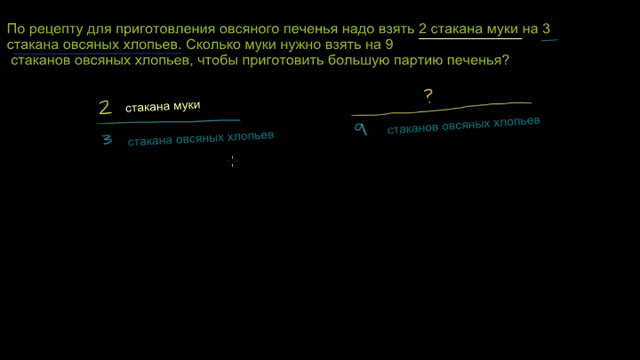 По рецепту для приготовления овсяного печенья надо взять 2 стакана муки на 3
стакана овсяных хлопьев. Сколько муки нужно взять на 9
стаканов овсяных хлопьев, чтобы приготовить большую партию печенья?
2 стакана муки
3 стакана овсяных хлопьев
?
9 стаканов овсяных хлопьев